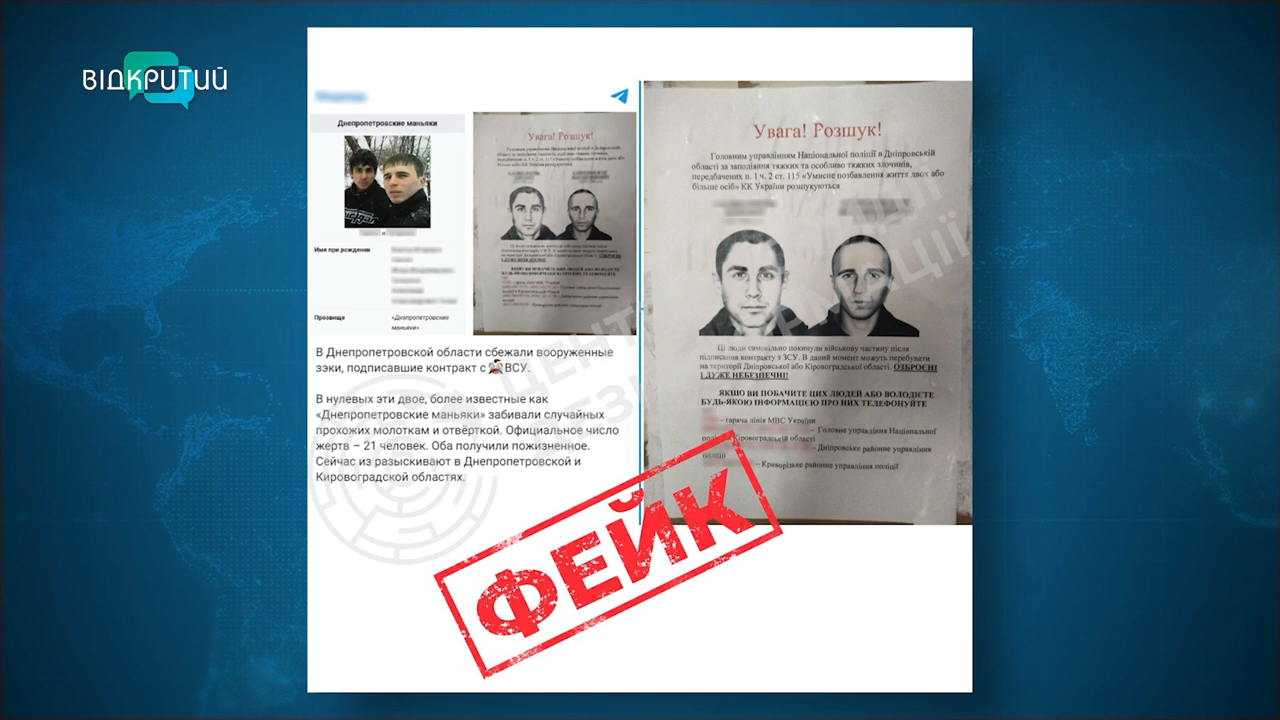 ВІДКРИТИЙ
Днепропетровские маньяки
и
Имя при рождении
Прозвище
«Днепропетровские
маньяки»
В Днепропетровской области сбежали вооруженные
зэки, подписавшие контракт с ВСУ.
В нулевых эти двое, более известные как
«Днепропетровские маньяки» забивали случайных
прохожих молотком и отвёрткой. Официальное число
жертв – 21 человек. Оба получили пожизненное.
Сейчас из разыскивают в Днепропетровской и
Кировоградской областях.
Увага! Розшук!
Увага! Розшук!
Головним управлінням Національної поліції в Дніпровській
області за заподіяння тяжких та особливо тяжких злочинів,
передбачених п. 1 ч. 2 ст. 115 «Умисне позбавлення життя двох або
більше осіб» КК України розшукуються
Ці люди самовільно покинули військову частину після
підписання контракту з ЗСУ. В даний момент можуть перебувати
на території Дніпровської або Кіровоградської області. ОЗБРОЄНІ
І ДУЖЕ НЕБЕЗПЕЧНІ!
ЯКЩО ВИ ПОБАЧИТЕ ЦИХ ЛЮДЕЙ АБО ВОЛОДІЄТЕ
БУДЬ-ЯКОЮ ІНФОРМАЦІЄЮ ПРО НИХ ТЕЛЕФОНУЙТЕ
– гаряча лінія МВС України
– Головне управління Національної
поліції в Кіровоградській області
– Дніпровське районне управління
поліції
– Криворізьке районне управління поліції
ФЕЙК